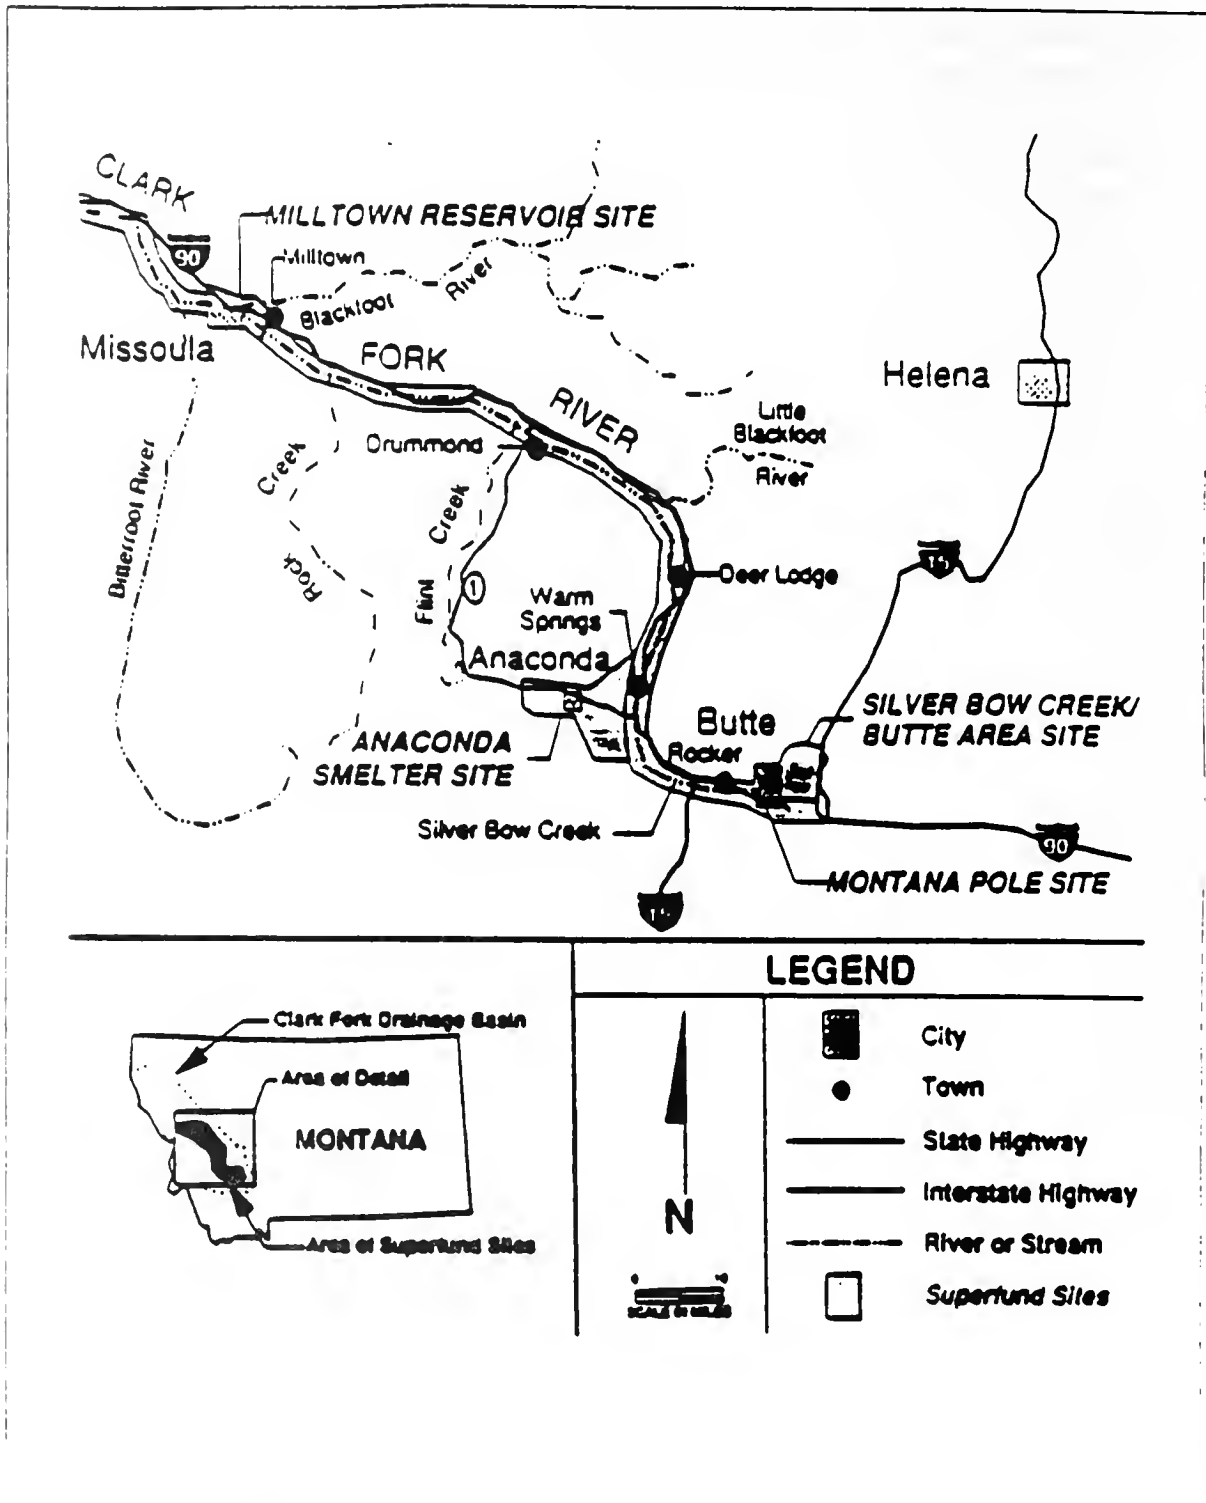 CLARK
MILLTOWN RESERVOIR SITE
90
Milltown
Blackfoot
River
Missoula
FORK
RIVER
Helena
Little
Blackfoot
River
Drummond
Bitterroot River
Creek
Rock
Creek
Flint
1
15
Deer Lodge
Warm
Springs
Anaconda
Butte
Rocker
SILVER BOW CREEK/
BUTTE AREA SITE
ANACONDA
SMELTER SITE
Silver Bow Creek
90
MONTANA POLE SITE
15
LEGEND
Clark Fork Drainage Basin
Area of Detail
MONTANA
Area of Superfund Sites
N
SCALE IN MILES
City
Town
State Highway
Interstate Highway
River or Stream
Superfund Sites